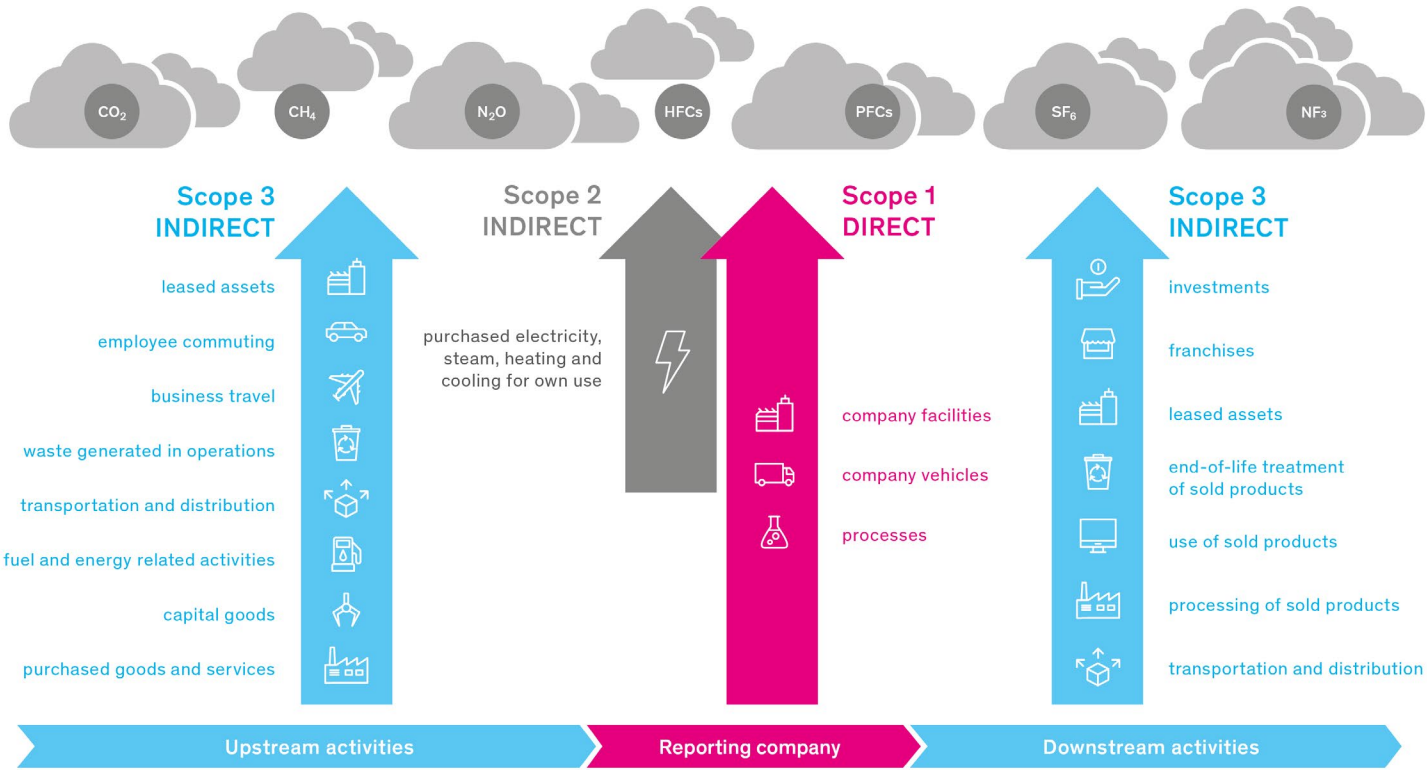 CO₂
CH₄
N₂O
HFCs
PFCs
SF₆
NF₃
Scope 3
INDIRECT
leased assets
employee commuting
business travel
waste generated in operations
transportation and distribution
fuel and energy related activities
capital goods
purchased goods and services
Scope 2
INDIRECT
purchased electricity,
steam, heating and
cooling for own use
Scope 1
DIRECT
company facilities
company vehicles
processes
Scope 3
INDIRECT
investments
franchises
leased assets
end-of-life treatment
of sold products
use of sold products
processing of sold products
transportation and distribution
Upstream activities
Reporting company
Downstream activities